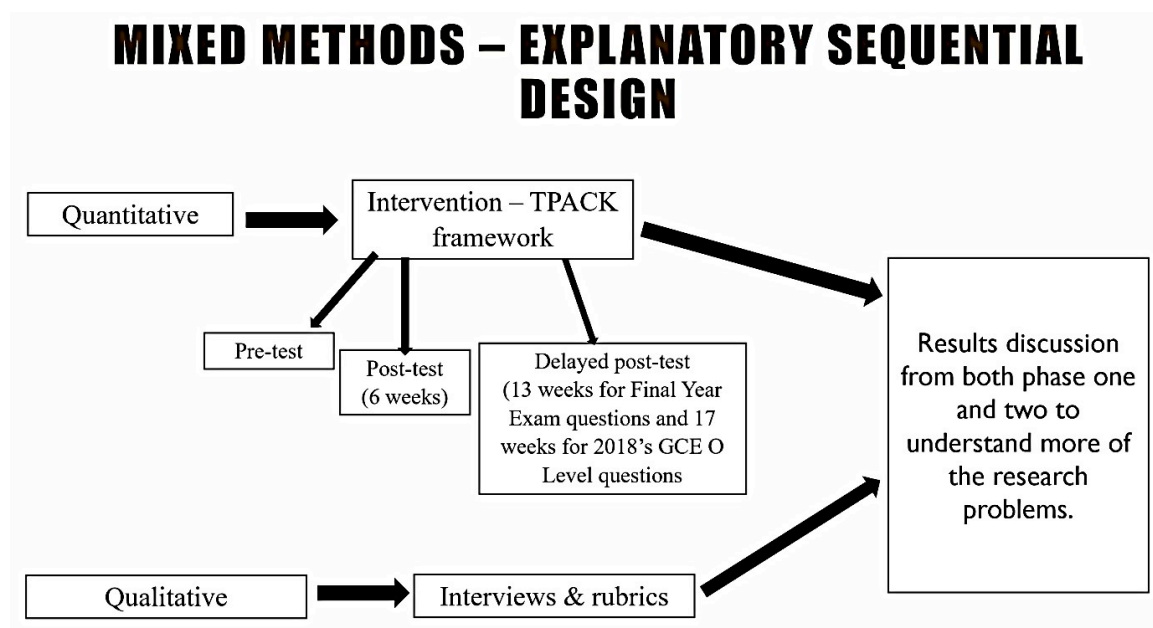 MIXED METHODS – EXPLANATORY SEQUENTIAL
DESIGN
Quantitative
Intervention – TPACK
framework
Pre-test
Post-test
(6 weeks)
Delayed post-test
(13 weeks for Final Year
Exam questions and 17
weeks for 2018’s GCE O
Level questions
Results discussion
from both phase one
and two to
understand more of
the research
problems.
Qualitative
Interviews & rubrics